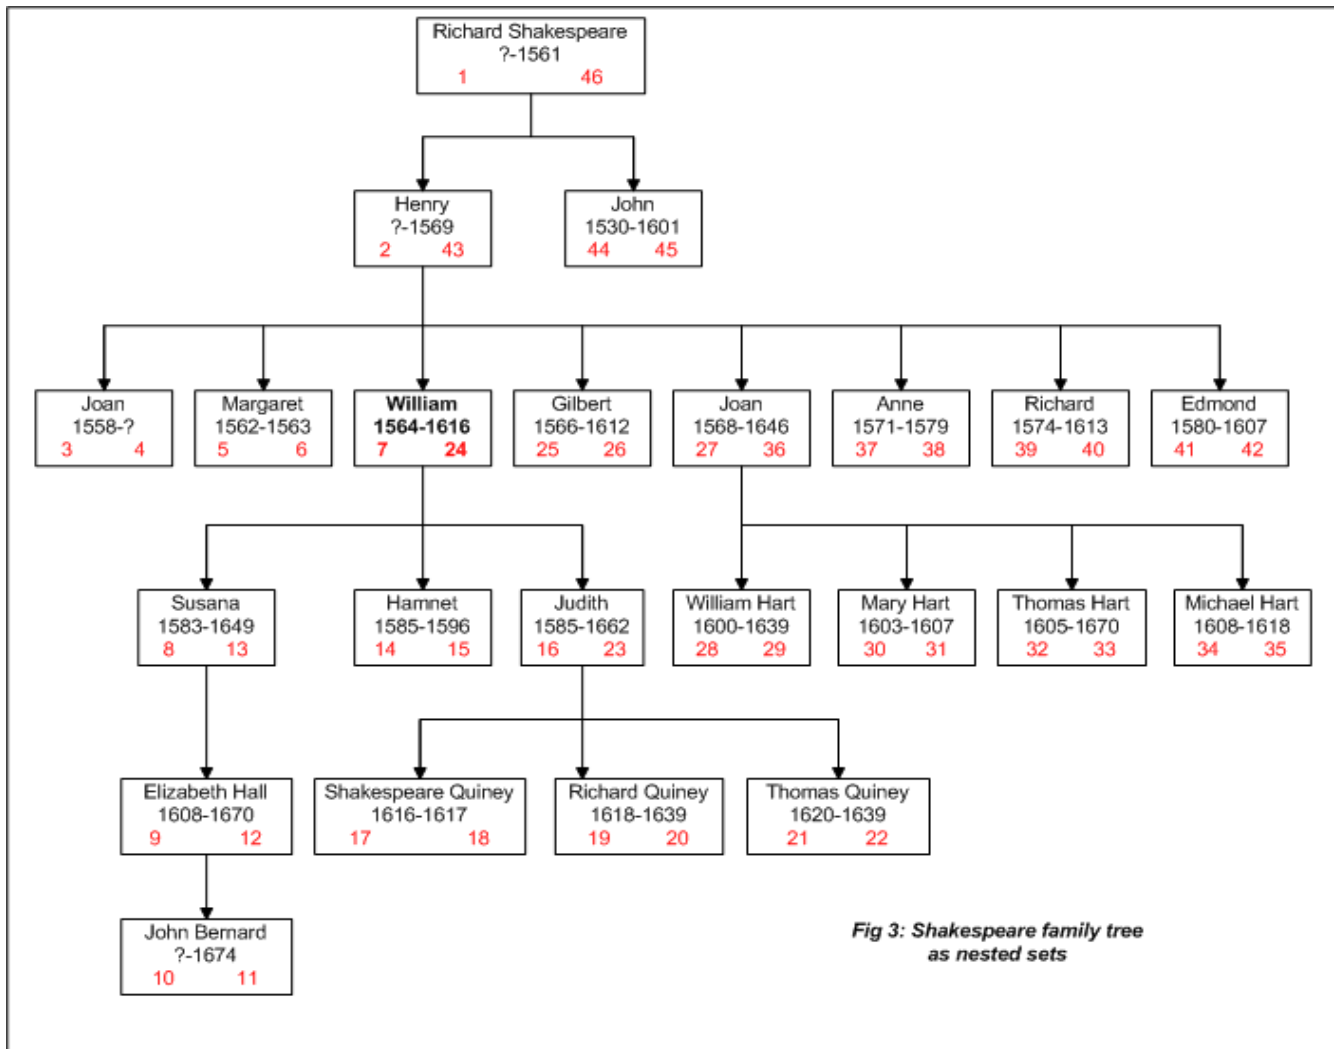 Richard Shakespeare
?-1561
1 46
Henry
?-1569
2 43
John
1530-1601
44 45
Joan
1558-?
3 4
Margaret
1562-1563
5 6
William
1564-1616
7 24
Gilbert
1566-1612
25 26
Joan
1568-1646
27 36
Anne
1571-1579
37 38
Richard
1574-1613
39 40
Edmond
1580-1607
41 42
Susana
1583-1649
8 13
Hamnet
1585-1596
14 15
Judith
1585-1662
16 23
William Hart
1600-1639
28 29
Mary Hart
1603-1607
30 31
Thomas Hart
1605-1670
32 33
Michael Hart
1608-1618
34 35
Elizabeth Hall
1608-1670
9 12
Shakespeare Quiney
1616-1617
17 18
Richard Quiney
1618-1639
19 20
Thomas Quiney
1620-1639
21 22
John Bernard
?-1674
10 11
Fig 3: Shakespeare family tree
as nested sets